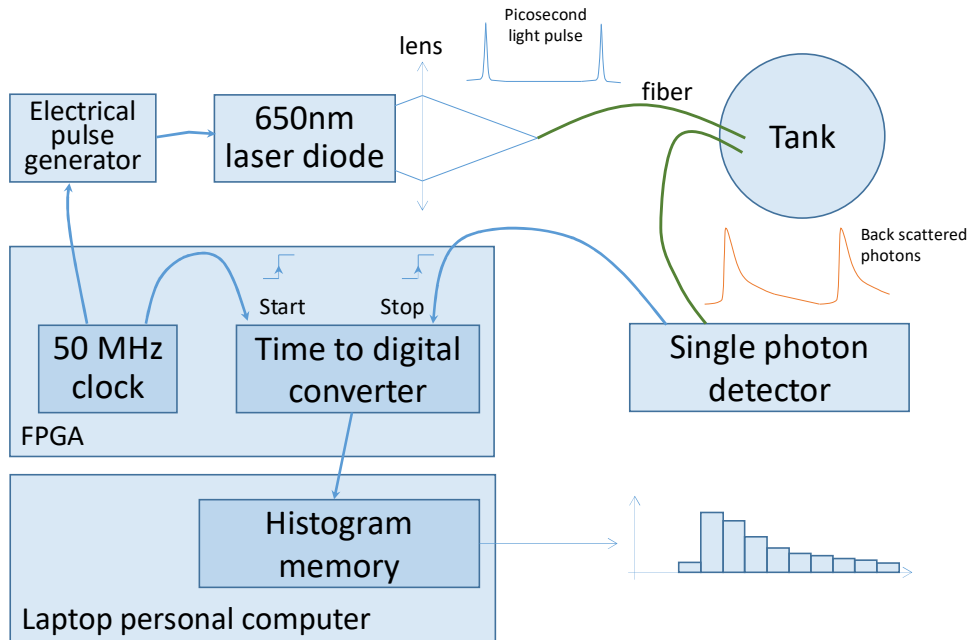 Picosecond
light pulse
lens
Electrical
pulse
generator
650nm
laser diode
fiber
Tank
Back scattered
photons
Start
Stop
50 MHz
clock
Time to digital
converter
Single photon
detector
FPGA
Histogram
memory
Laptop personal computer